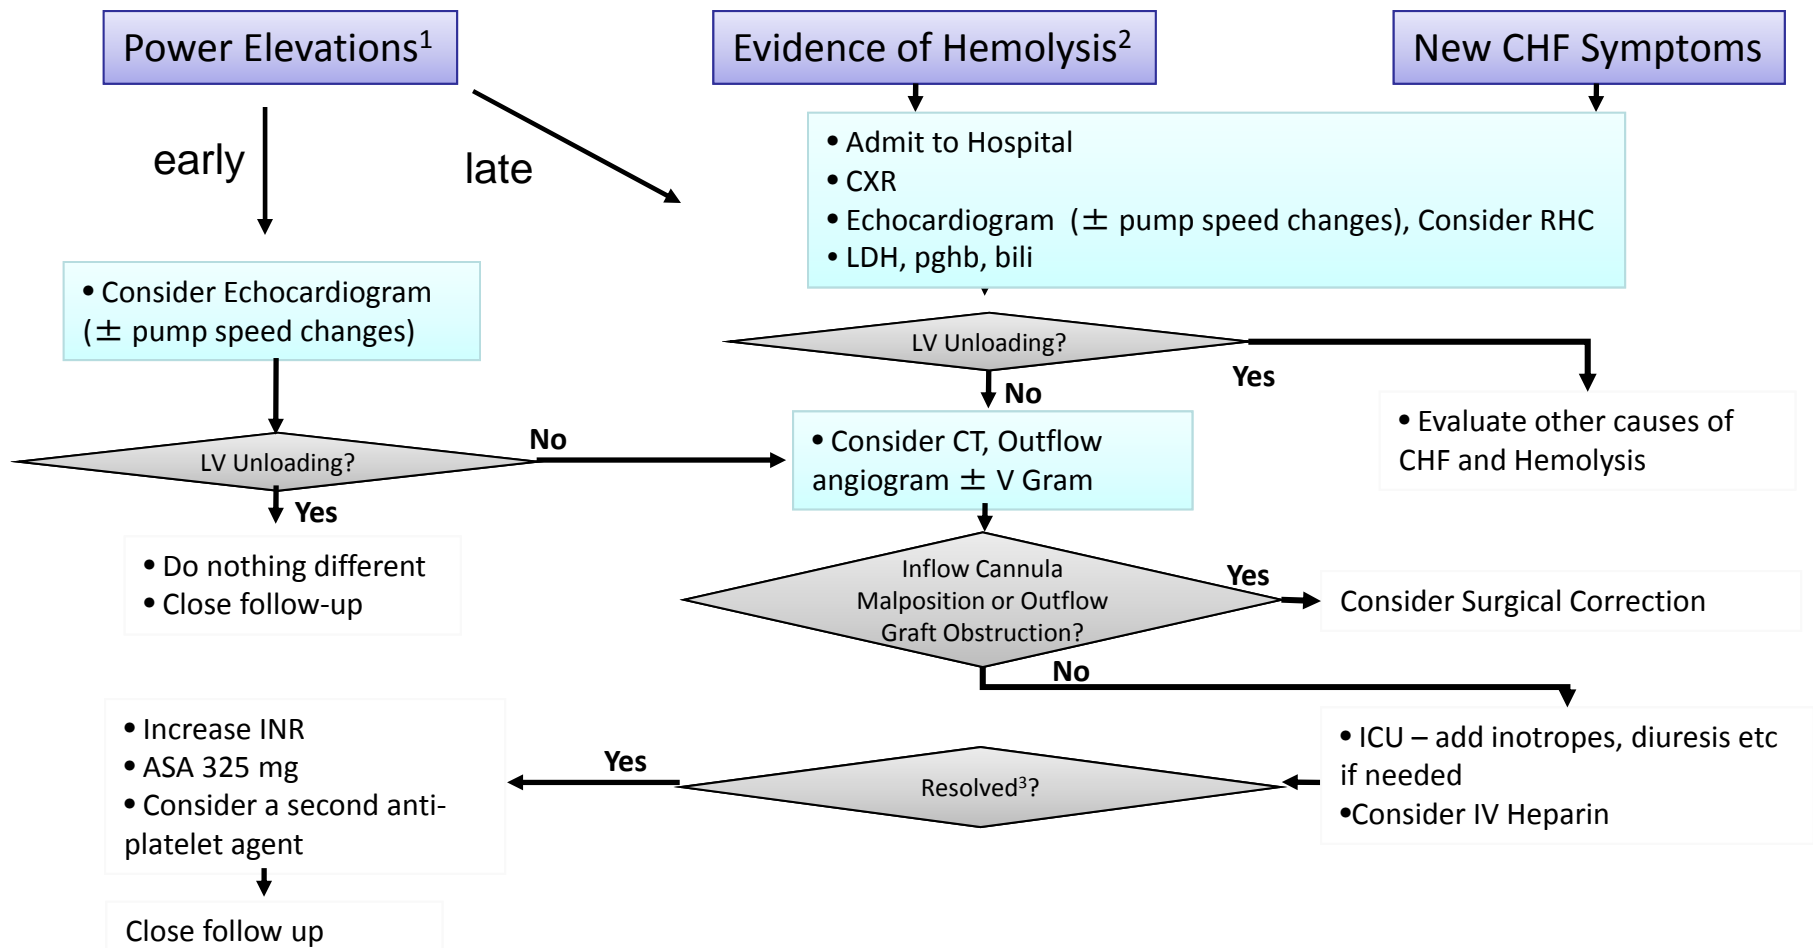 Power Elevations¹
Evidence of Hemolysis²
New CHF Symptoms
early
late
• Admit to Hospital
• CXR
• Echocardiogram (± pump speed changes), Consider RHC
• LDH, pghb, bili
• Consider Echocardiogram
(± pump speed changes)
LV Unloading?
Yes
No
• Evaluate other causes of
CHF and Hemolysis
LV Unloading?
No
Yes
• Consider CT, Outflow
angiogram ± V Gram
• Do nothing different
• Close follow-up
Inflow Cannula
Malposition or Outflow
Graft Obstruction?
Yes
Consider Surgical Correction
No
• Increase INR
• ASA 325 mg
• Consider a second anti-
platelet agent
Yes
Resolved³?
• ICU – add inotropes, diuresis etc
if needed
•Consider IV Heparin
Close follow up